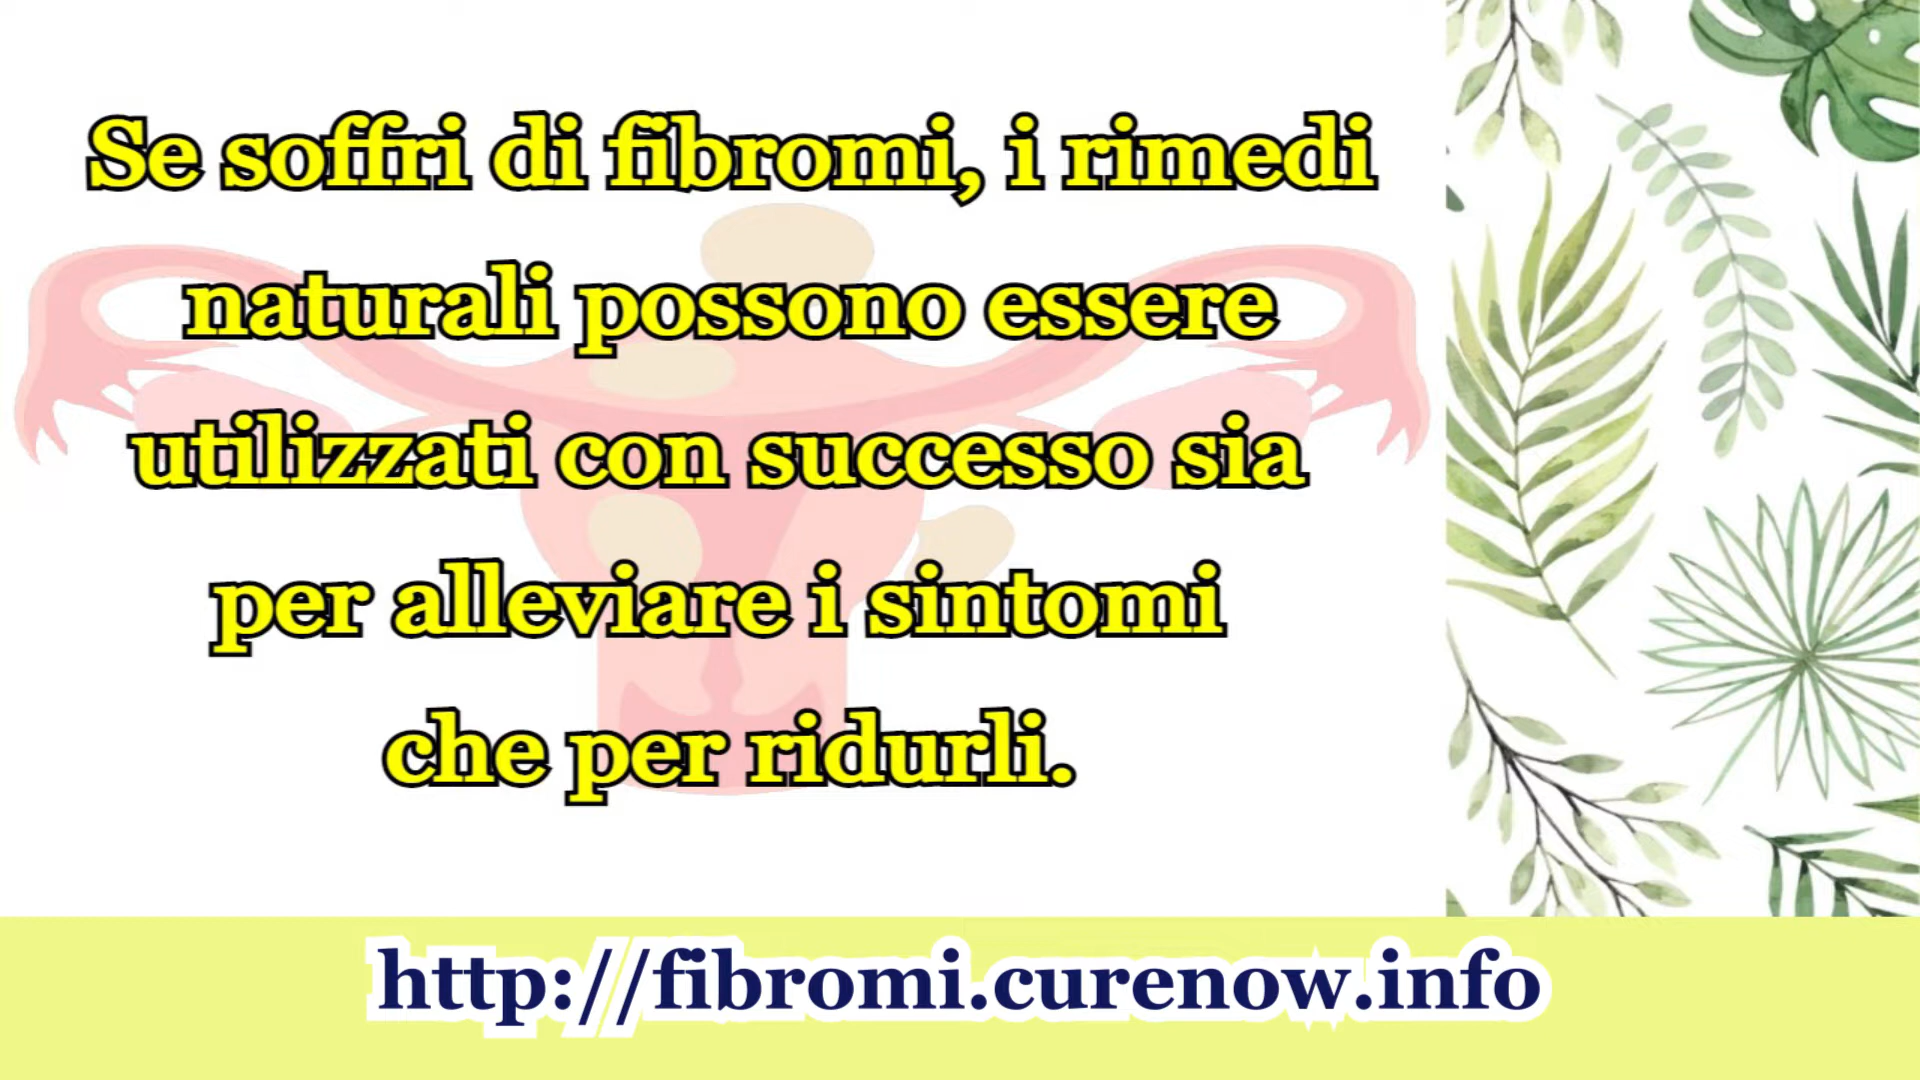 Se soffri di fibromi, i rimedi
naturali possono essere
utilizzati con successo sia
per alleviare i sintomi
che per ridurli.
http://fibromi.curenow.info